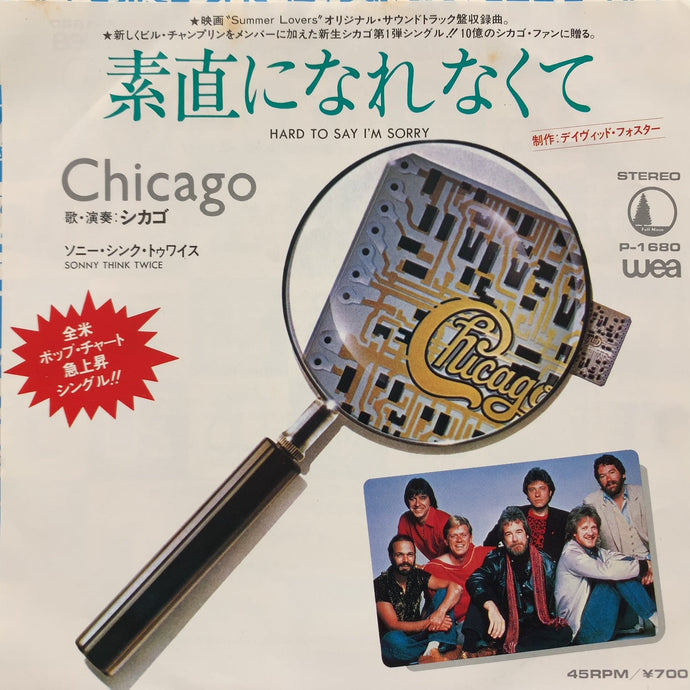 ★映画"Summer Lovers"オリジナル・サウンドトラック盤収録曲。
★新しくビル・チャンプリンをメンバーに加えた新生シカゴ第1弾シングル!! 10億のシカゴ・ファンに贈る。
素直になれなくて
HARD TO SAY I'M SORRY
制作：デイヴィッド・フォスター
Chicago
歌・演奏：シカゴ
ソニー・シンク・トゥワイス
SONNY THINK TWICE
STEREO
Full Moon
P-1680
wea
全米
ポップ・チャート
急上昇
シングル!!
Chicago
45RPM/¥700